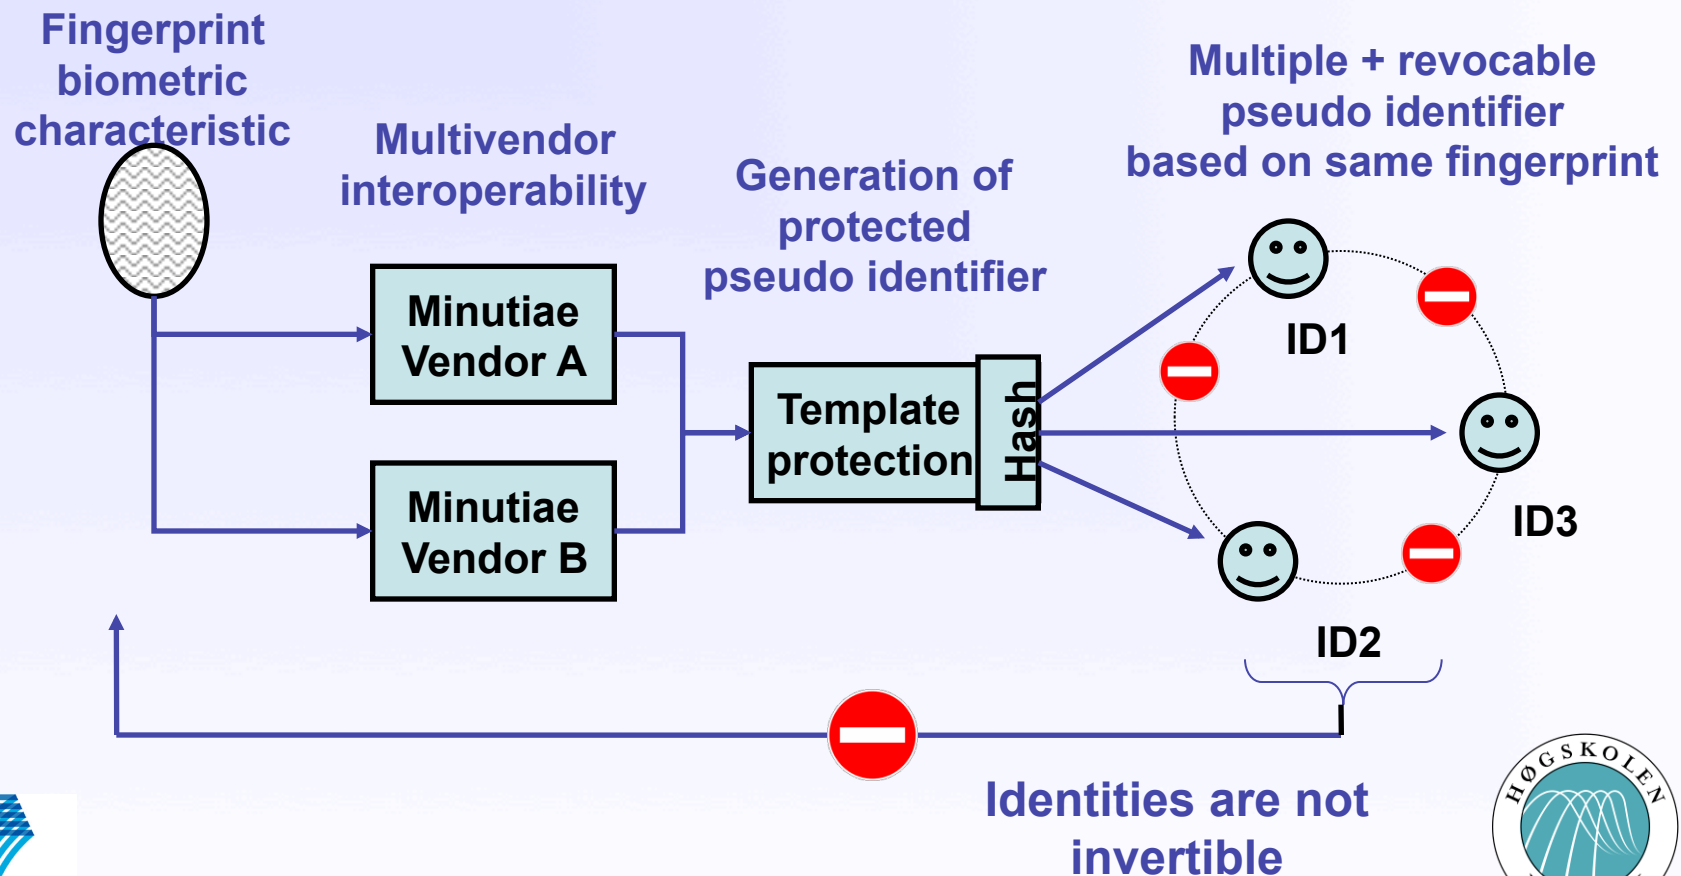 Fingerprint
biometric
characteristic
Multivendor
interoperability
Generation of
protected
pseudo identifier
Multiple + revocable
pseudo identifier
based on same fingerprint
Minutiae
Vendor A
Minutiae
Vendor B
Template
protection
Hash
ID1
ID3
ID2
Identities are not
invertible
HØGSKOLEN